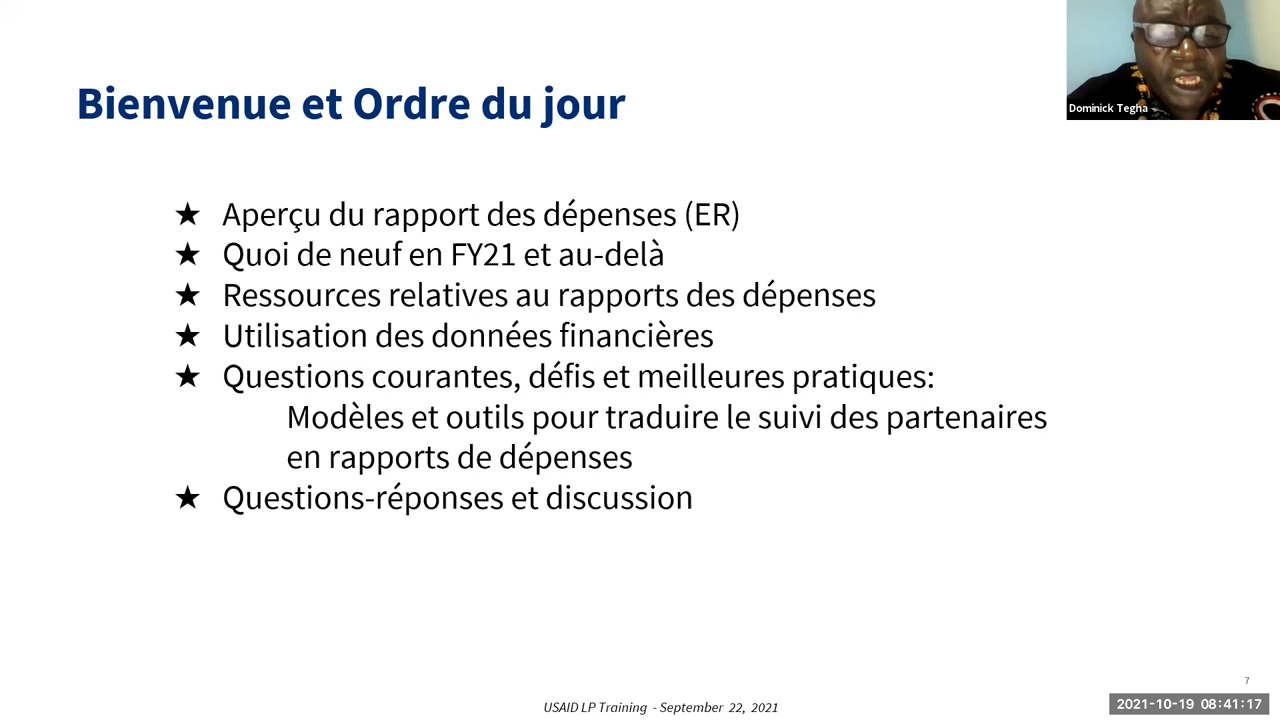 Bienvenue et Ordre du jour
Dominick Tegha
★ Aperçu du rapport des dépenses (ER)
★ Quoi de neuf en FY21 et au-delà
★ Ressources relatives au rapports des dépenses
★ Utilisation des données financières
★ Questions courantes, défis et meilleures pratiques:
Modèles et outils pour traduire le suivi des partenaires
en rapports de dépenses
★ Questions-réponses et discussion
7
USAID LP Training - September 22, 2021
2021-10-19 08:41:17